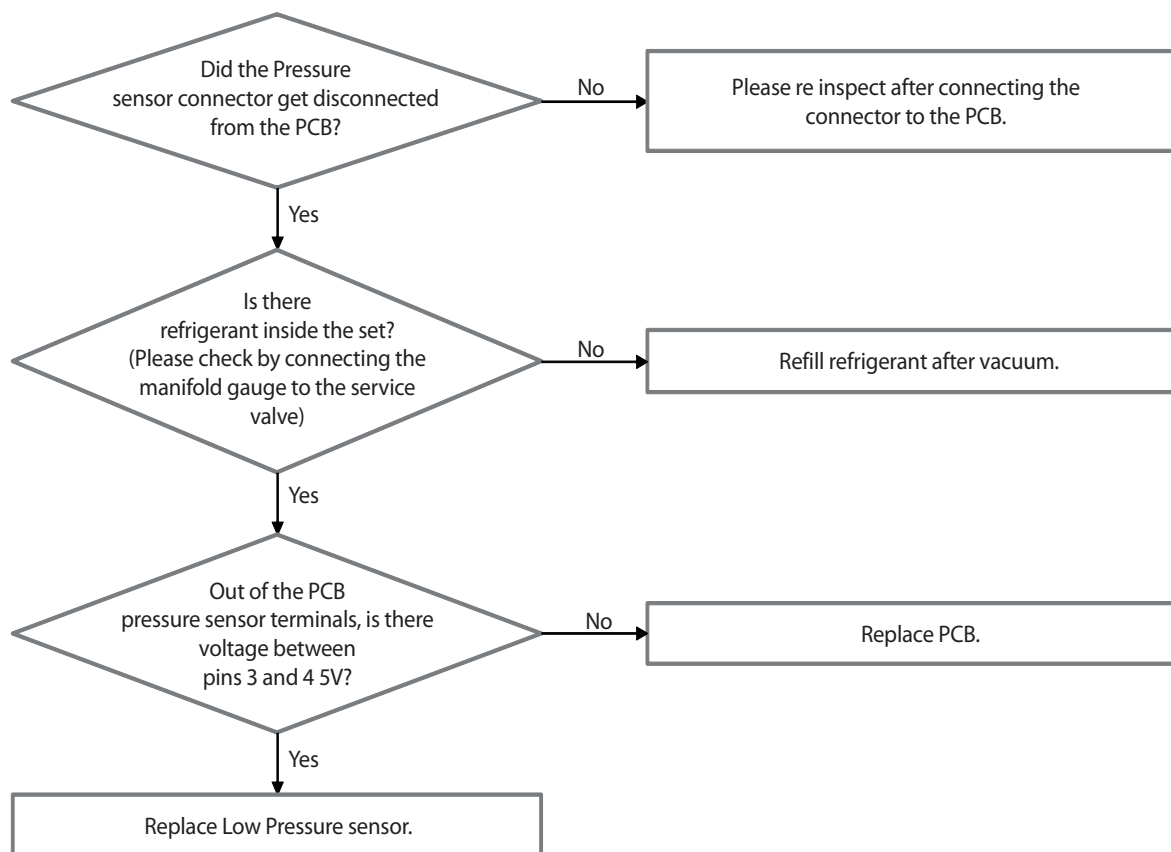 Did the Pressure
sensor connector get disconnected
from the PCB?
No
Please re inspect after connecting the
connector to the PCB.
Yes
Is there
refrigerant inside the set?
(Please check by connecting the
manifold gauge to the service
valve)
No
Refill refrigerant after vacuum.
Yes
Out of the PCB
pressure sensor terminals, is there
voltage between
pins 3 and 4 5V?
No
Replace PCB.
Yes
Replace Low Pressure sensor.